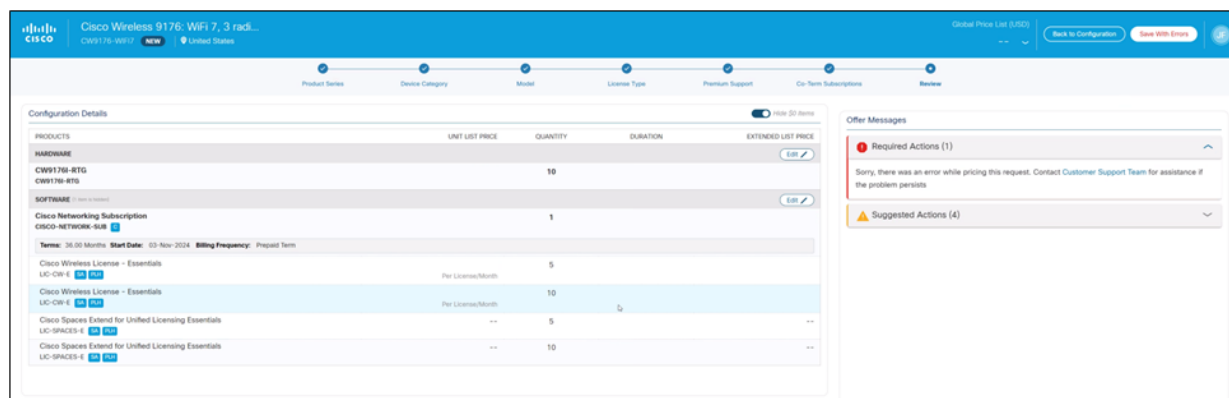 CISCO
Cisco Wireless 9176: WiFi 7, 3 radi...
CW9176-WIFI7 NEW United States
Global Price List (USD)
-- 
Back to Configuration
Save With Errors
JF
Product Series
Device Category
Model
License Type
Premium Support
Co-Term Subscriptions
Review
Configuration Details
Hide $0 items
PRODUCTS UNIT LIST PRICE QUANTITY DURATION EXTENDED LIST PRICE
HARDWARE Edit
CW9176I-RTG 10
CW9176I-RTG
SOFTWARE 1 item is hidden Edit
Cisco Networking Subscription 1
CISCO-NETWORK-SUB C
Terms: 36.00 Months Start Date: 03-Nov-2024 Billing Frequency: Prepaid Term
Cisco Wireless License - Essentials 5
LIC-CW-E SA PLH Per License/Month
Cisco Wireless License - Essentials 10
LIC-CW-E SA PLH Per License/Month
Cisco Spaces Extend for Unified Licensing Essentials -- 5 --
LIC-SPACES-E SA PLH
Cisco Spaces Extend for Unified Licensing Essentials -- 10 --
LIC-SPACES-E SA PLH
Offer Messages
Required Actions (1)
Sorry, there was an error while pricing this request. Contact Customer Support Team for assistance if
the problem persists
Suggested Actions (4)